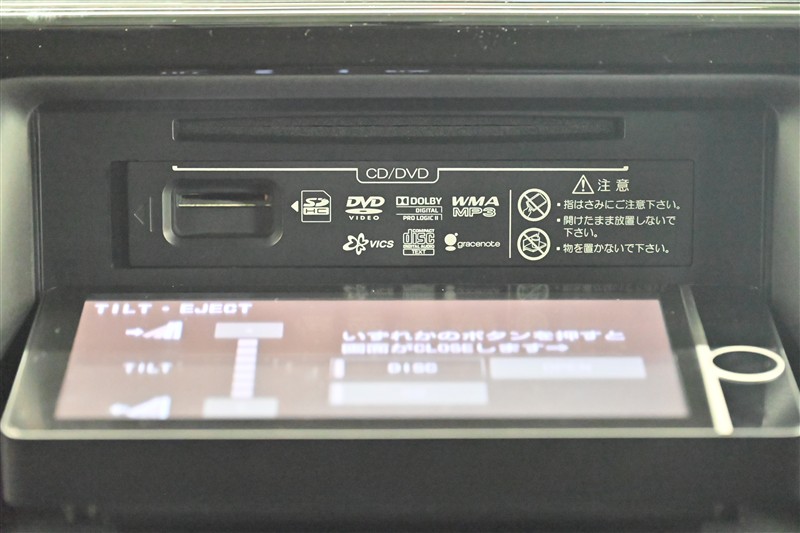 CD/DVD
SD
HC
DVD
VIDEO
DOLBY
DIGITAL
PRO LOGIC II
WMA
MP3
VICS
COMPACT
disc
DIGITAL AUDIO
TEXT
gracenote
注意
・指はさみにご注意下さい。
・開けたまま放置しないで
下さい。
・物を置かないで下さい。
TILT・EJECT
いずれかのボタンを押すと
画面がCLOSEします→
TILT
DISC